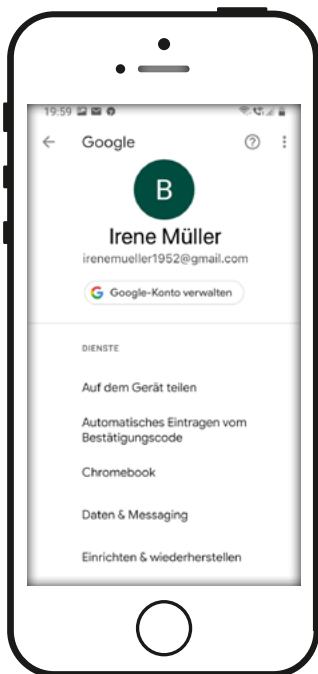 19:59
Google
B
Irene Müller
irenemueller1952@gmail.com
G Google-Konto verwalten
DIENSTE
Auf dem Gerät teilen
Automatisches Eintragen vom
Bestätigungscode
Chromebook
Daten & Messaging
Einrichten & wiederherstellen